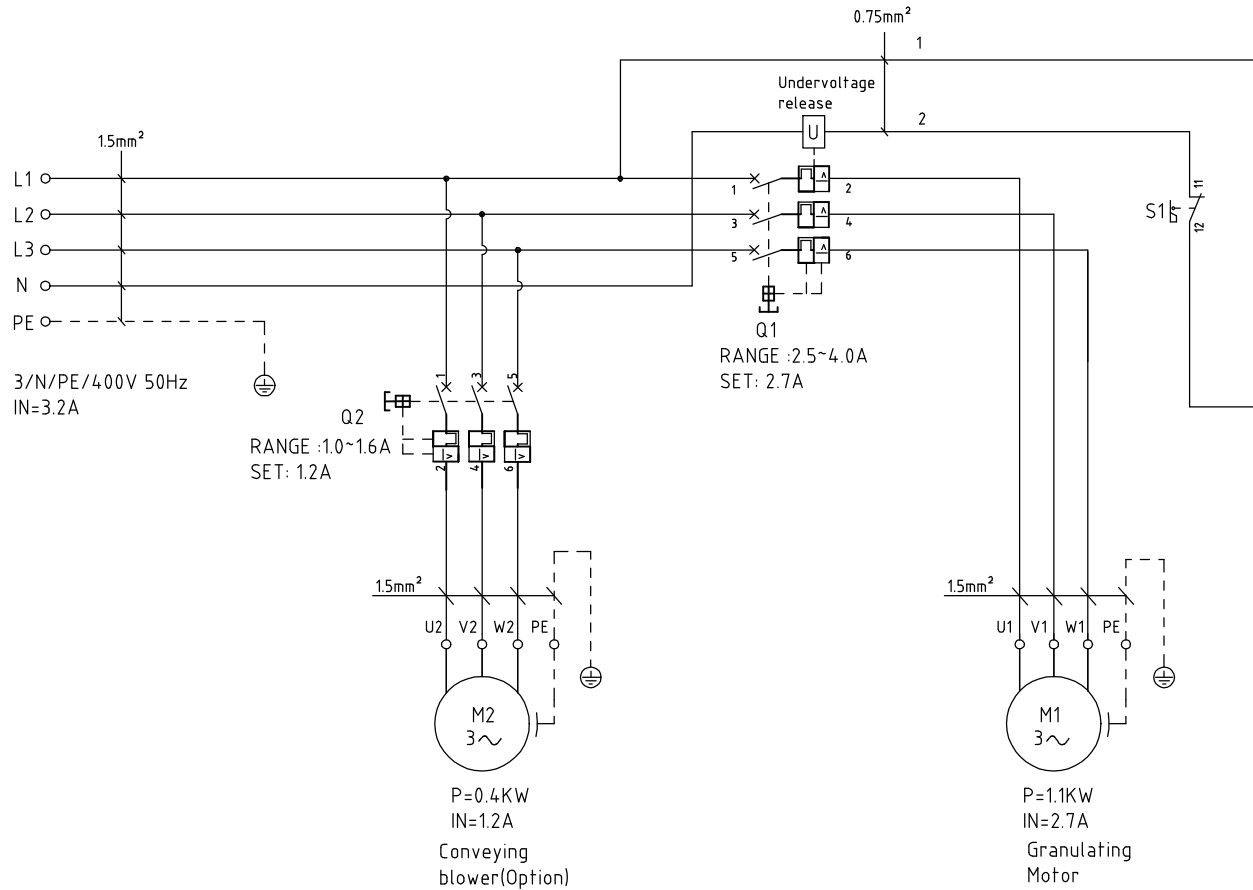 0.75mm²
1
Undervoltage
release
U
2
1.5mm²
L1
L2
L3
N
PE
1
2
3
4
5
6
S1
11
12
Q1
RANGE :2.5~4.0A
SET: 2.7A
3/N/PE/400V 50Hz
IN=3.2A
1
3
5
Q2
RANGE :1.0~1.6A
SET: 1.2A
2
4
6
1.5mm²
U2 V2 W2 PE
M2
3
P=0.4KW
IN=1.2A
Conveying
blower(Option)
1.5mm²
U1 V1 W1 PE
M1
3
P=1.1KW
IN=2.7A
Granulating
Motor